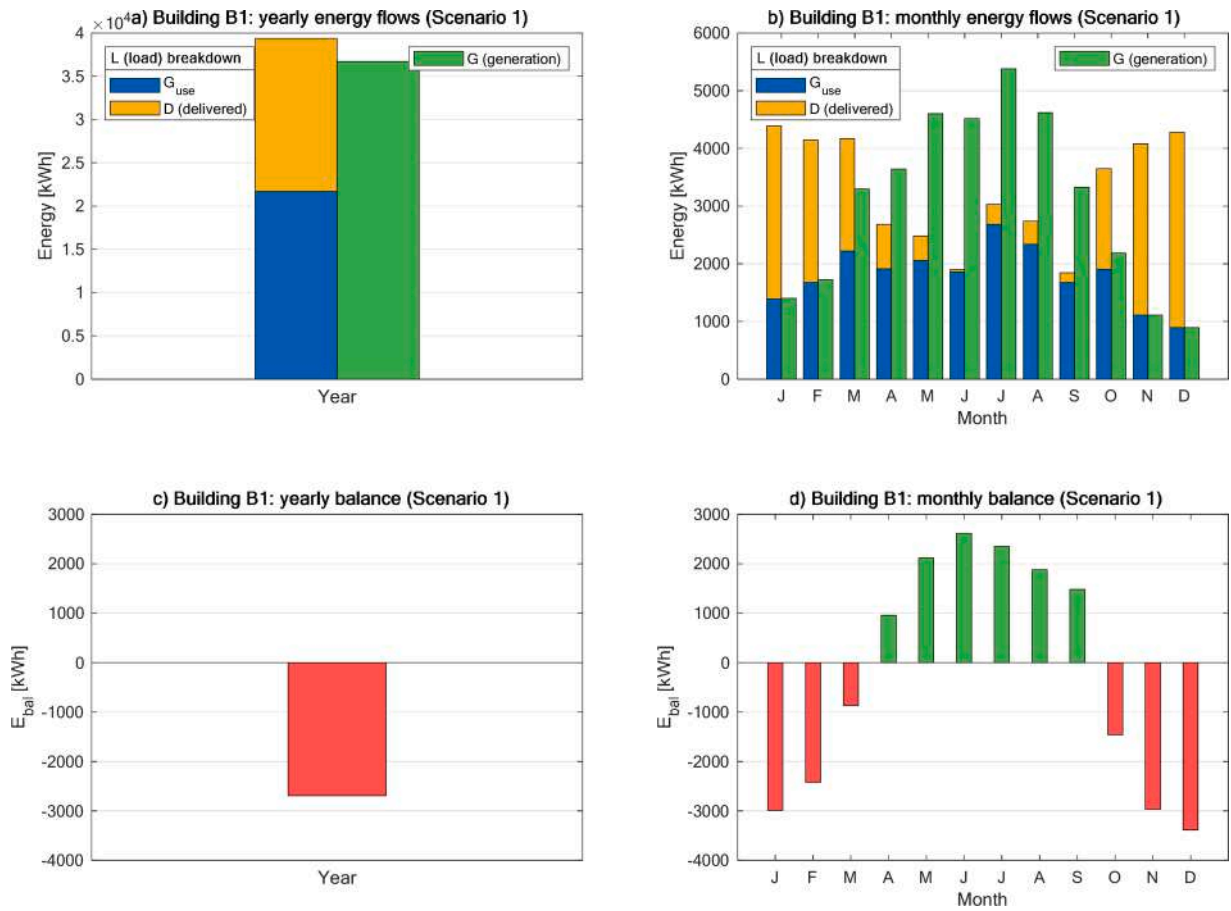 ×10⁴a) Building B1: yearly energy flows (Scenario 1)
4
3.5
3
2.5
2
1.5
1
0.5
0
Energy [kWh]
L (load) breakdown
G_use
D (delivered)
G (generation)
Year
b) Building B1: monthly energy flows (Scenario 1)
6000
5000
4000
3000
2000
1000
0
Energy [kWh]
L (load) breakdown
G_use
D (delivered)
G (generation)
J F M A M J J A S O N D
Month
c) Building B1: yearly balance (Scenario 1)
3000
2000
1000
0
-1000
-2000
-3000
-4000
E_bal [kWh]
Year
d) Building B1: monthly balance (Scenario 1)
3000
2000
1000
0
-1000
-2000
-3000
-4000
E_bal [kWh]
J F M A M J J A S O N D
Month